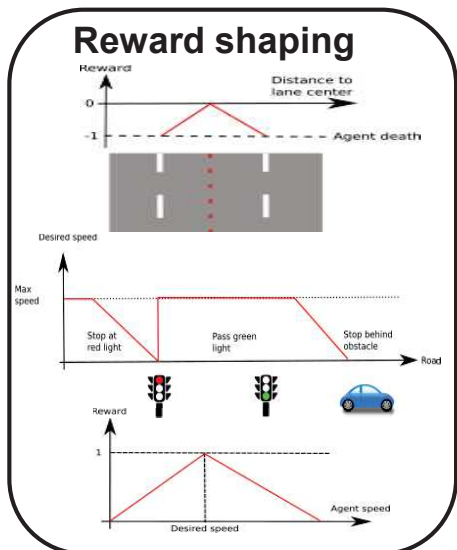 Reward shaping
Reward
Distance to
lane center
0
-1
Agent death
Desired speed
Max
speed
Stop at
red light
Pass green
light
Stop behind
obstacle
Road
Reward
1
Agent speed
Desired speed